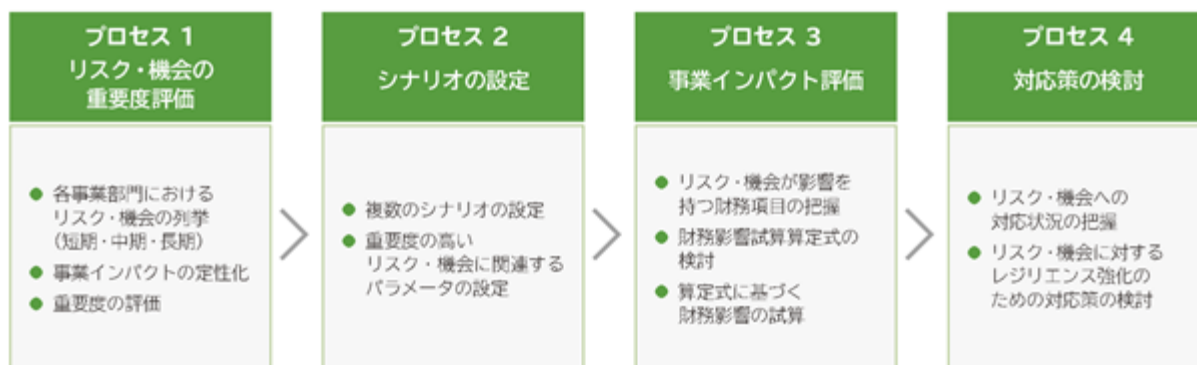 プロセス 1
リスク・機会の
重要度評価
● 各事業部門における
リスク・機会の列挙
(短期・中期・長期)
● 事業インパクトの定性化
● 重要度の評価
プロセス 2
シナリオの設定
● 複数のシナリオの設定
● 重要度の高い
リスク・機会に関連する
パラメータの設定
プロセス 3
事業インパクト評価
● リスク・機会が影響を
持つ財務項目の把握
● 財務影響試算算定式の
検討
● 算定式に基づく
財務影響の試算
プロセス 4
対応策の検討
● リスク・機会への
対応状況の把握
● リスク・機会に対する
レジリエンス強化の
ための対応策の検討